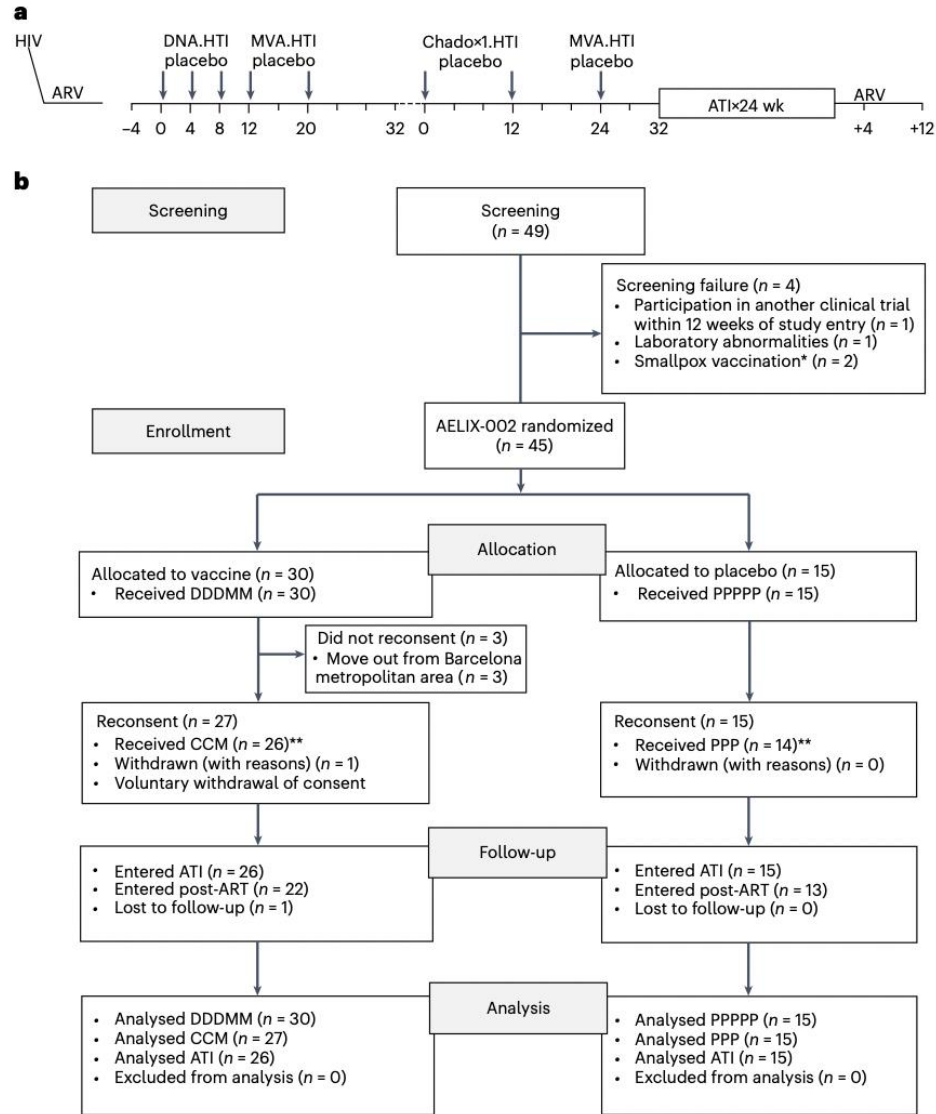 a
HIV
ARV
DNA.HTI
placebo
MVA.HTI
placebo
Chado×1.HTI
placebo
MVA.HTI
placebo
ATI×24 wk
ARV
−4 0 4 8 12 20 32 0 12 24 32 +4 +12
b
Screening
Screening
(n = 49)
Screening failure (n = 4)
• Participation in another clinical trial
within 12 weeks of study entry (n = 1)
• Laboratory abnormalities (n = 1)
• Smallpox vaccination* (n = 2)
Enrollment
AELIX-002 randomized
(n = 45)
Allocation
Allocated to vaccine (n = 30)
• Received DDDMM (n = 30)
Allocated to placebo (n = 15)
• Received PPPPP (n = 15)
Did not reconsent (n = 3)
• Move out from Barcelona
metropolitan area (n = 3)
Reconsent (n = 27)
• Received CCM (n = 26)**
• Withdrawn (with reasons) (n = 1)
• Voluntary withdrawal of consent
Reconsent (n = 15)
• Received PPP (n = 14)**
• Withdrawn (with reasons) (n = 0)
Follow-up
• Entered ATI (n = 26)
• Entered post-ART (n = 22)
• Lost to follow-up (n = 1)
• Entered ATI (n = 15)
• Entered post-ART (n = 13)
• Lost to follow-up (n = 0)
Analysis
• Analysed DDDMM (n = 30)
• Analysed CCM (n = 27)
• Analysed ATI (n = 26)
• Excluded from analysis (n = 0)
• Analysed PPPPP (n = 15)
• Analysed PPP (n = 15)
• Analysed ATI (n = 15)
• Excluded from analysis (n = 0)